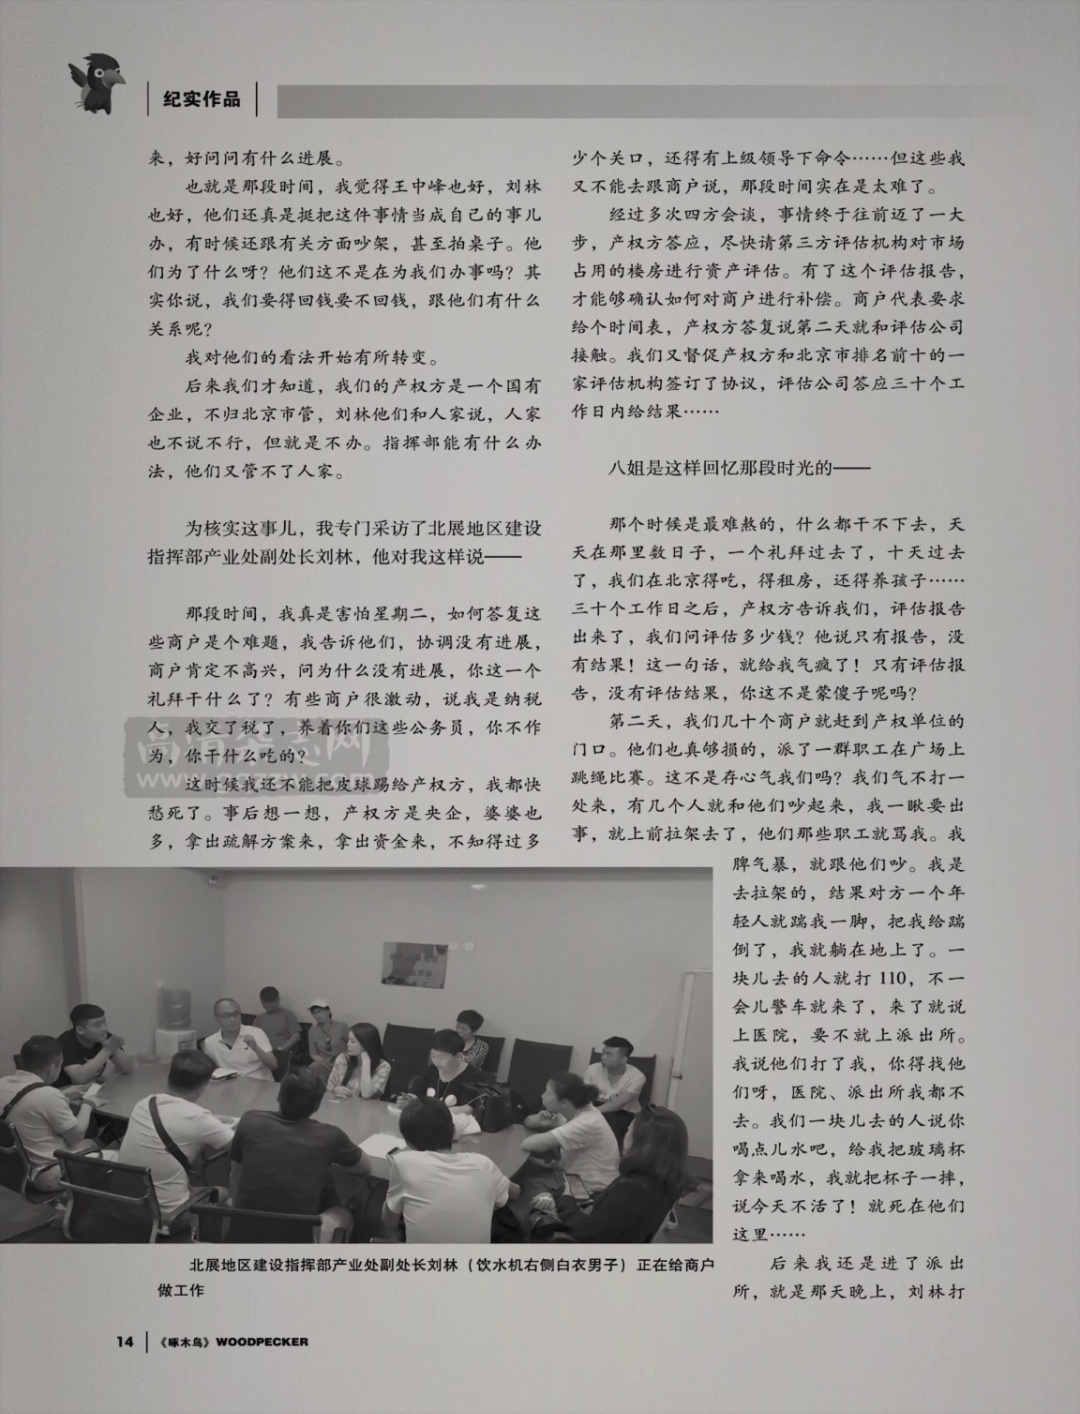 纪实作品
来，好问问有什么进展。
也就是那段时间，我觉得王中峰也好，刘林
也好，他们还真是挺把这件事情当成自己的事儿
办，有时候还跟有关方面吵架，甚至拍桌子。他
们为了什么呀？他们这不是在为我们办事吗？其
实你说，我们要得回钱要不回钱，跟他们有什么
关系呢？
我对他们的看法开始有所转变。
后来我们才知道，我们的产权方是一个国有
企业，不归北京市管，刘林他们和人家说，人家
也不说不行，但就是不办。指挥部能有什么办
法，他们又管不了人家。
为核实这事儿，我专门采访了北展地区建设
指挥部产业处副处长刘林，他对我这样说——
那段时间，我真是害怕星期二，如何答复这
些商户是个难题，我告诉他们，协调没有进展，
商户肯定不高兴，问为什么没有进展，你这一个
礼拜干什么了？有些商户很激动，说我是纳税
人，我交了税了，养着你们这些公务员，你不作
为，你干什么吃的？
这时候我还不能把皮球踢给产权方，我都快
愁死了。事后想一想，产权方是央企，婆婆也
多，拿出疏解方案来，拿出资金来，不知得过多
少个关口，还得有上级领导下命令……但这些我
又不能去跟商户说，那段时间实在是太难了。
经过多次四方会谈，事情终于往前迈了一大
步，产权方答应，尽快请第三方评估机构对市场
占用的楼房进行资产评估。有了这个评估报告，
才能够确认如何对商户进行补偿。商户代表要求
给个时间表，产权方答复说第二天就和评估公司
接触。我们又督促产权方和北京市排名前十的一
家评估机构签订了协议，评估公司答应三十个工
作日内给结果……
八姐是这样回忆那段时光的——
那个时候是最难熬的，什么都干不下去，天
天在那里数日子，一个礼拜过去了，十天过去
了，我们在北京得吃，得租房，还得养孩子……
三十个工作日之后，产权方告诉我们，评估报告
出来了，我们问评估多少钱？他说只有报告，没
有结果！这一句话，就给我气疯了！只有评估报
告，没有评估结果，你这不是蒙傻子呢吗？
第二天，我们几十个商户就赶到产权单位的
门口。他们也真够损的，派了一群职工在广场上
跳绳比赛。这不是存心气我们吗？我们气不打一
处来，有几个人就和他们吵起来，我一瞅要出
事，就上前拉架去了，他们那些职工就骂我。我
脾气暴，就跟他们吵。我是
去拉架的，结果对方一个年
轻人就踹我一脚，把我给踹
倒了，我就躺在地上了。一
块儿去的人就打 110，不一
会儿警车就来了，来了就说
上医院，要不就上派出所。
我说他们打了我，你得找他
们呀，医院、派出所我都不
去。我们一块儿去的人说你
喝点儿水吧，给我把玻璃杯
拿来喝水，我就把杯子一摔，
说今天不活了！就死在他们
这里……
后来我还是进了派出
所，就是那天晚上，刘林打
北展地区建设指挥部产业处副处长刘林（饮水机右侧白衣男子）正在给商户
做工作
14 《啄木鸟》WOODPECKER